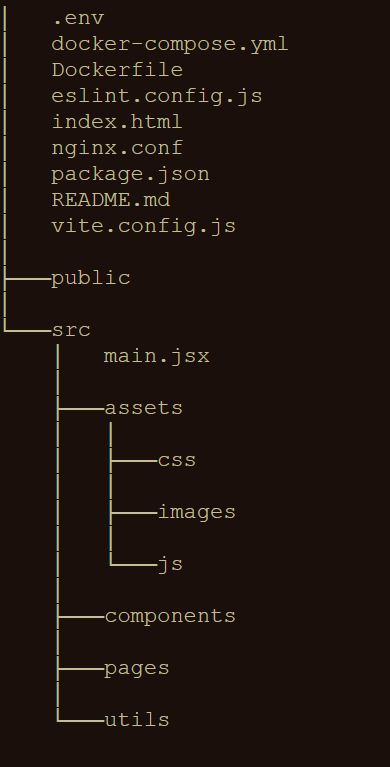 .env
docker-compose.yml
Dockerfile
eslint.config.js
index.html
nginx.conf
package.json
README.md
vite.config.js
public
src
main.jsx
assets
css
images
js
components
pages
utils